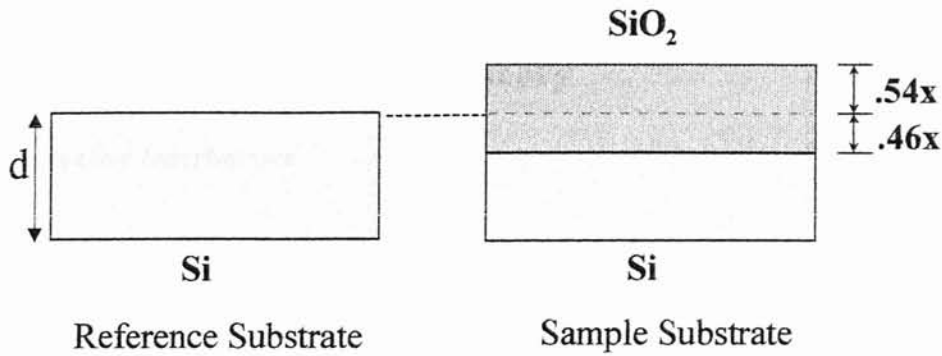 SiO₂
.54x
.46x
d
Si
Si
Reference Substrate
Sample Substrate